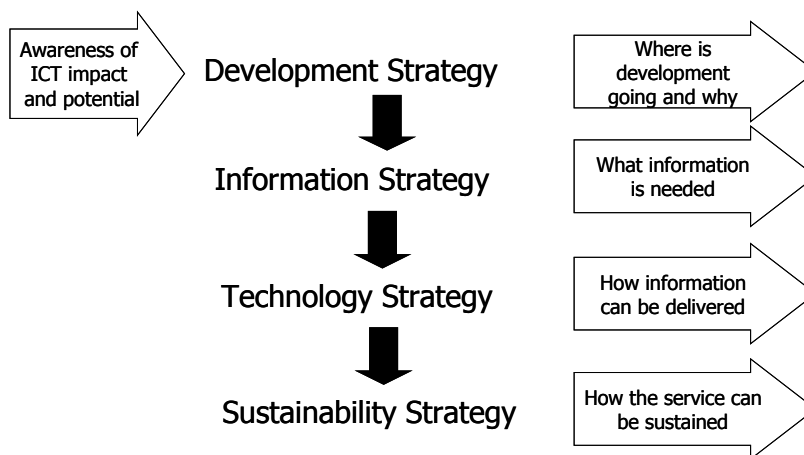 Awareness of
ICT impact
and potential
Development Strategy
Where is
development
going and why
Information Strategy
What information
is needed
Technology Strategy
How information
can be delivered
Sustainability Strategy
How the service can
be sustained